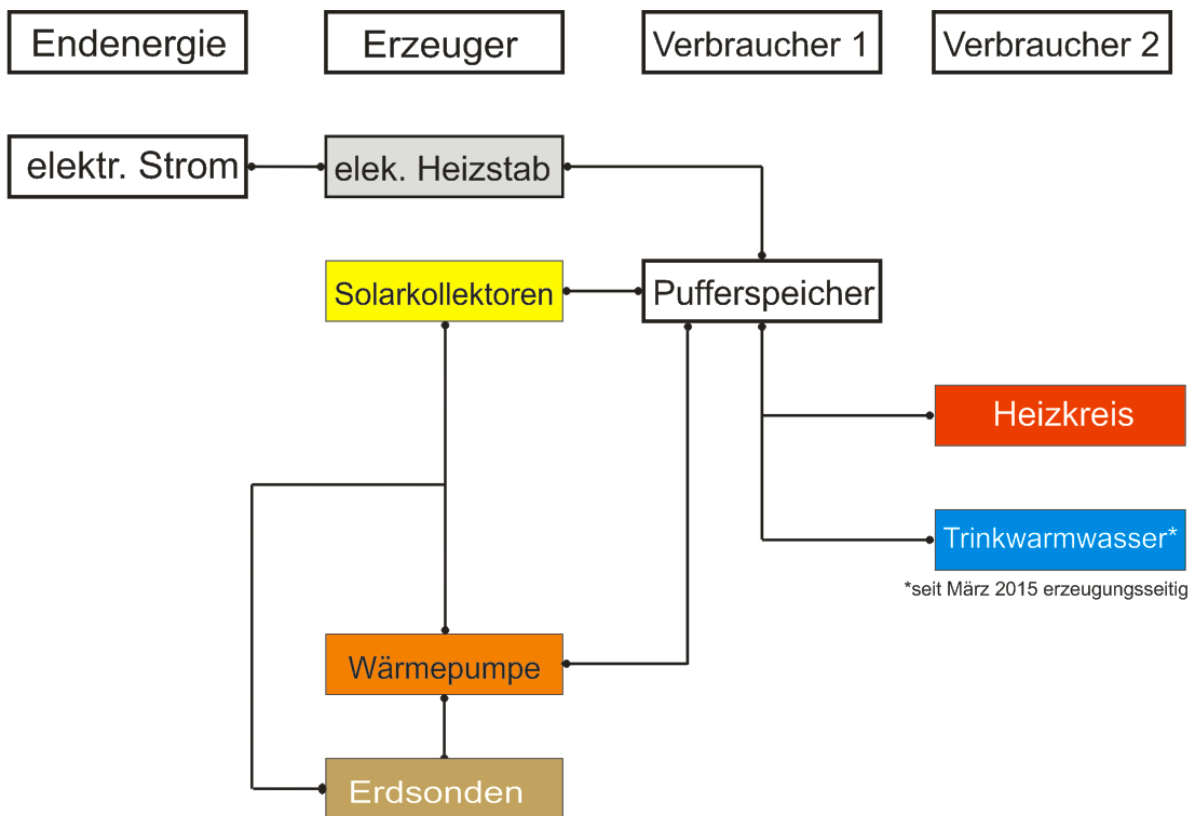 Endenergie
Erzeuger
Verbraucher 1
Verbraucher 2
elektr. Strom
elek. Heizstab
Solarkollektoren
Pufferspeicher
Heizkreis
Trinkwarmwasser*
*seit März 2015 erzeugungsseitig
Wärmepumpe
Erdsonden